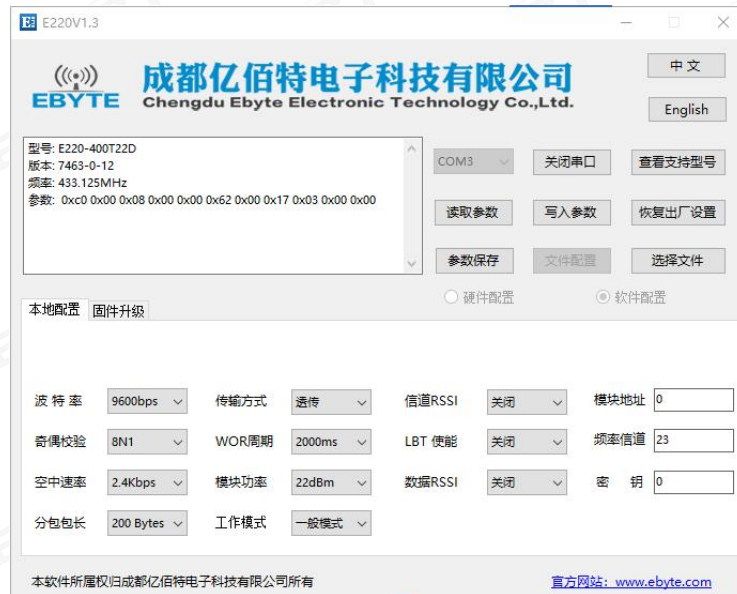 E220V1.3
中 文
EBYTE
成都亿佰特电子科技有限公司
Chengdu Ebyte Electronic Technology Co.,Ltd.
English
型号: E220-400T22D
版本: 7463-0-12
频率: 433.125MHz
参数: 0xc0 0x00 0x08 0x00 0x00 0x62 0x00 0x17 0x03 0x00 0x00
COM3 关闭串口 查看支持型号
读取参数 写入参数 恢复出厂设置
参数保存 文件配置 选择文件
硬件配置 软件配置
本地配置 固件升级
波 特 率 9600bps 传输方式 透传 信道RSSI 关闭 模块地址 0
奇偶校验 8N1 WOR周期 2000ms LBT 使能 关闭 频率信道 23
空中速率 2.4Kbps 模块功率 22dBm 数据RSSI 关闭 密 钥 0
分包包长 200 Bytes 工作模式 一般模式
本软件所属权归成都亿佰特电子科技有限公司所有 官方网站: www.ebyte.com